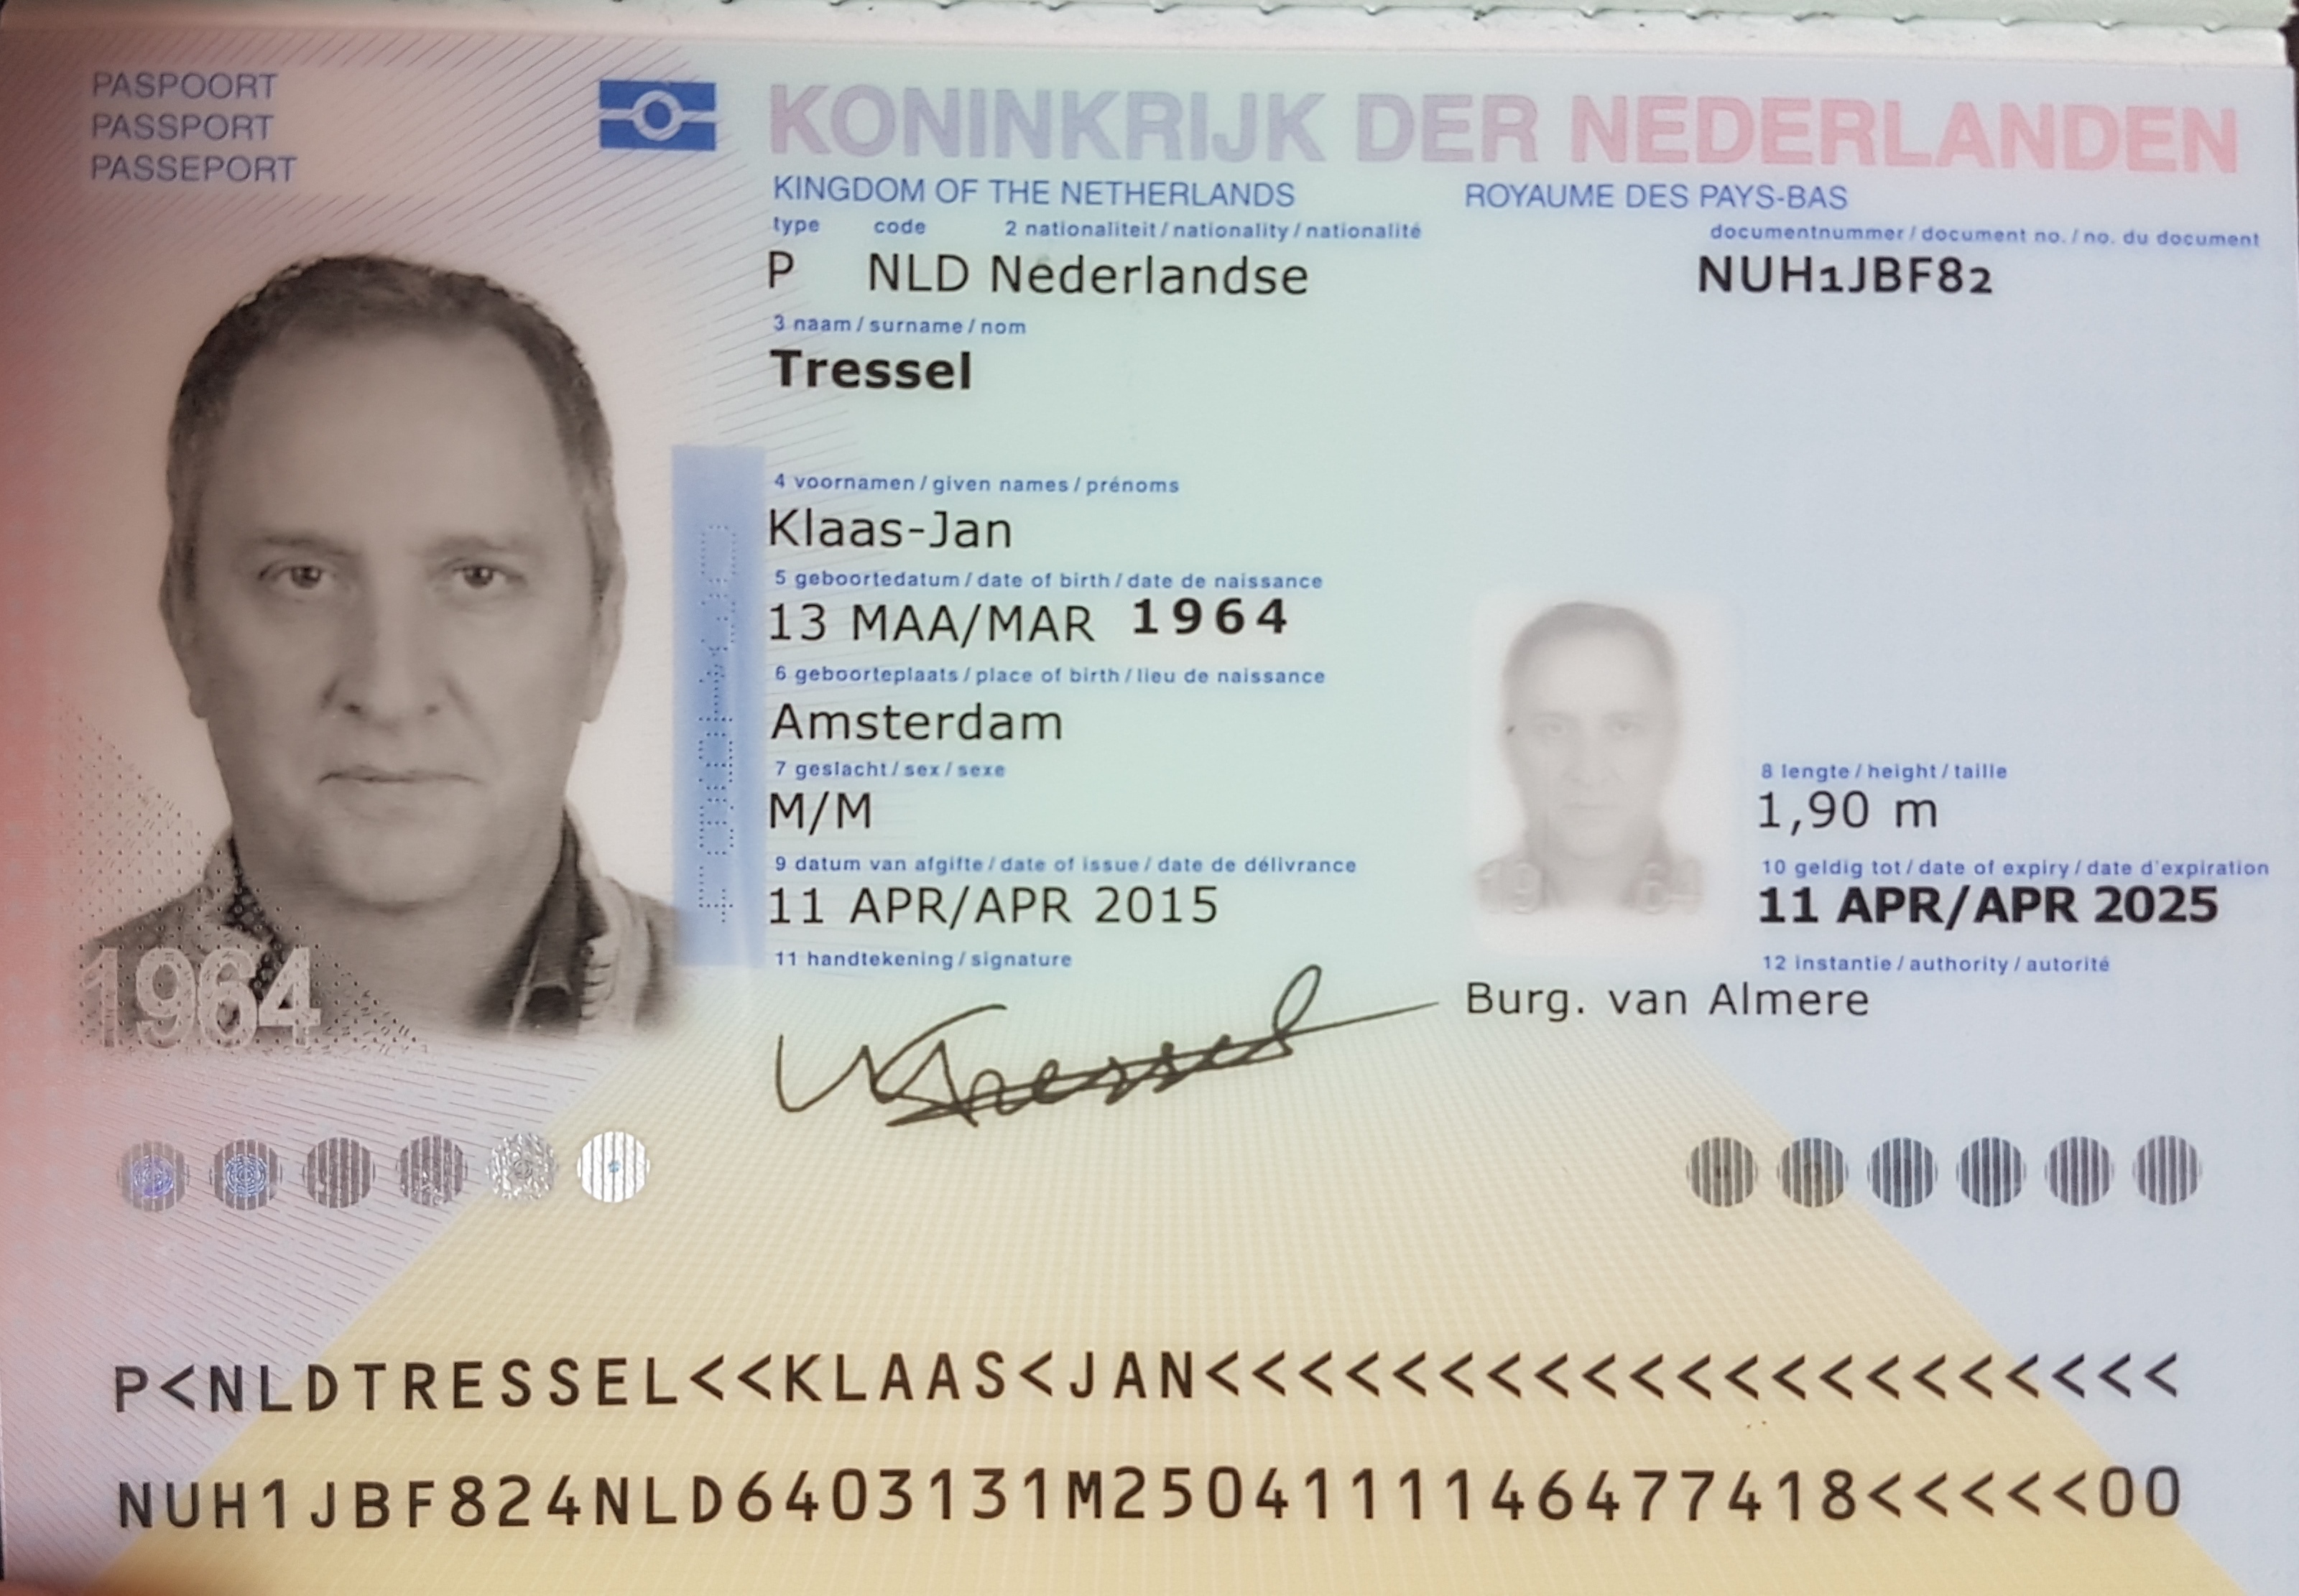 PASPOORT
PASSPORT
PASSEPORT
KONINKRIJK DER NEDERLANDEN
KINGDOM OF THE NETHERLANDS ROYAUME DES PAYS-BAS
type code 2 nationaliteit / nationality / nationalité documentnummer / document no. / no. du document
P NLD Nederlandse NUH1JBF82
3 naam / surname / nom
Tressel
4 voornamen / given names / prénoms
Klaas-Jan
5 geboortedatum / date of birth / date de naissance
13 MAA/MAR 1964
6 geboorteplaats / place of birth / lieu de naissance
Amsterdam
7 geslacht / sex / sexe 8 lengte / height / taille
M/M 1,90 m
9 datum van afgifte / date of issue / date de délivrance 10 geldig tot / date of expiry / date d'expiration
11 APR/APR 2015 11 APR/APR 2025
11 handtekening / signature 12 instantie / authority / autorité
Burg. van Almere
1964
19 64
P<NLDTRESSEL<<KLAAS<JAN<<<<<<<<<<<<<<<<<<<<<
NUH1JBF824NLD6403131M2504111146477418<<<<<00